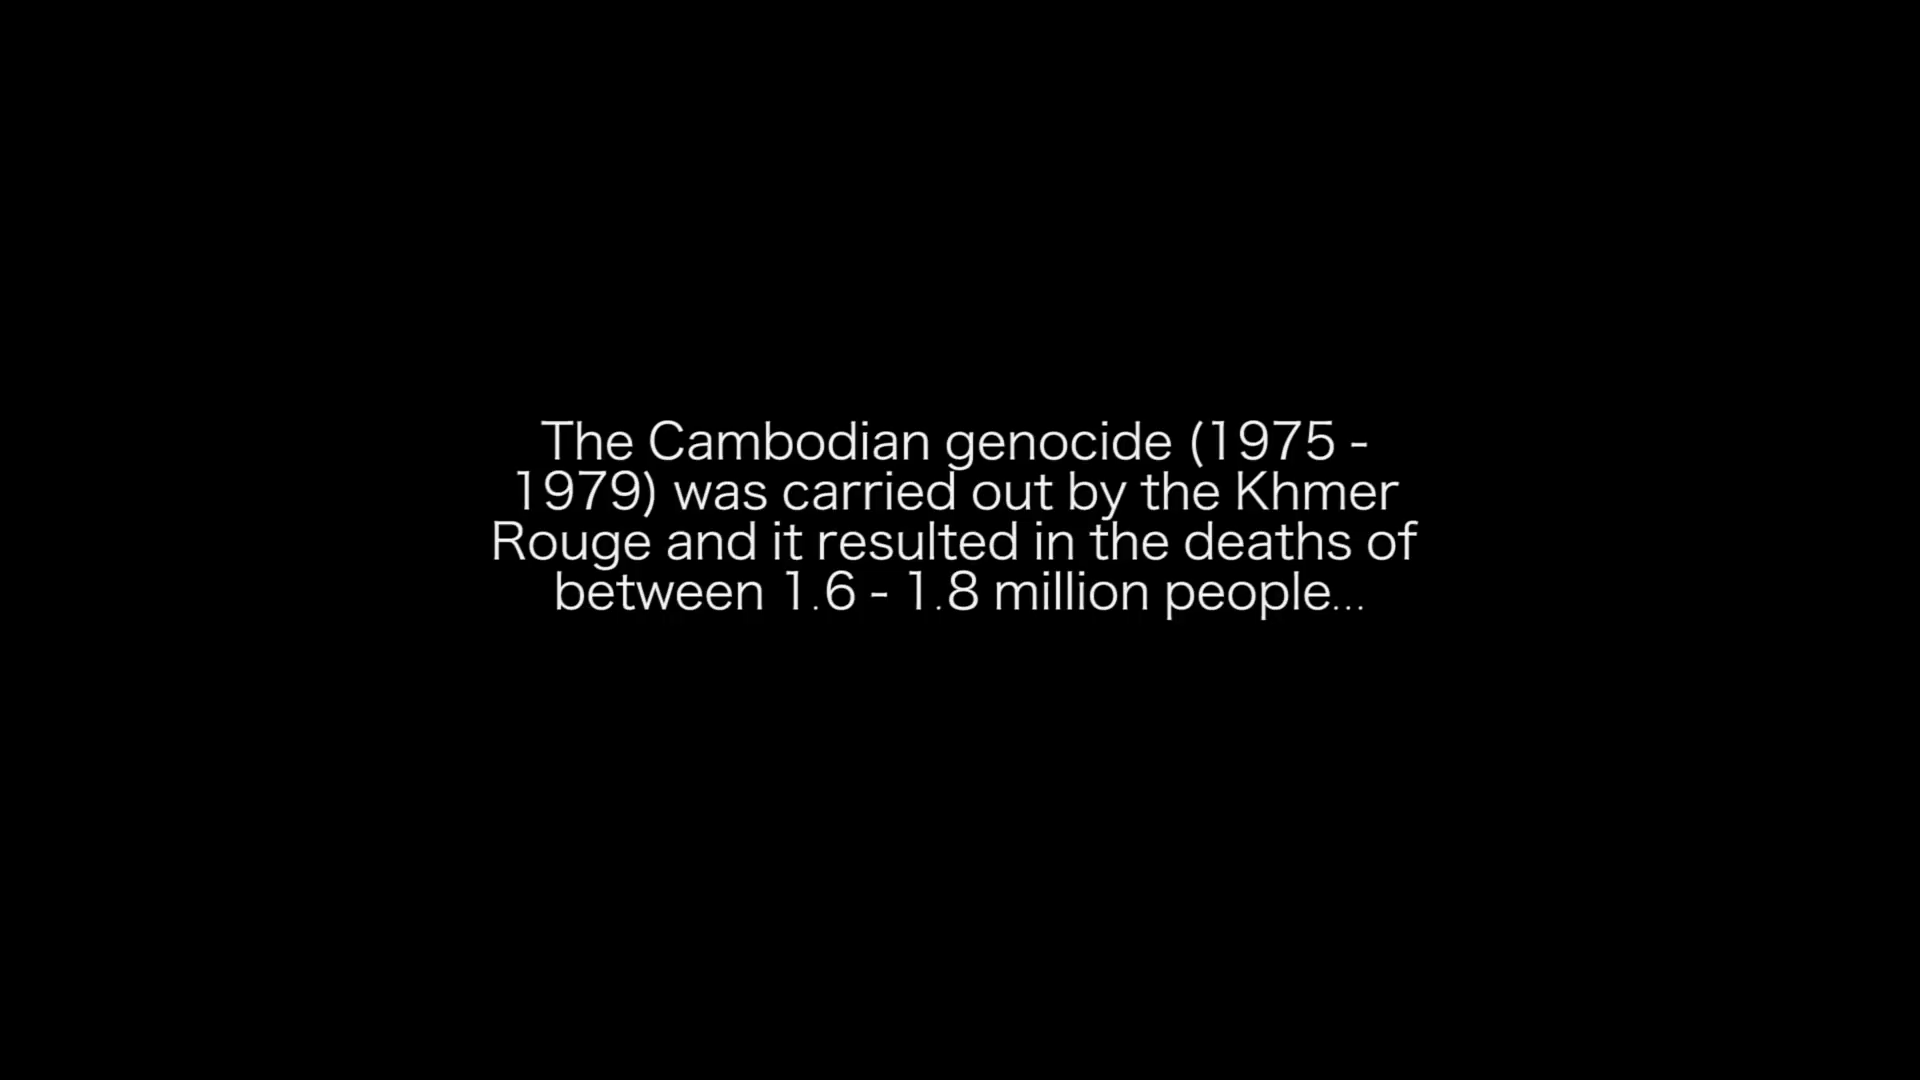 The Cambodian genocide (1975 -
1979) was carried out by the Khmer
Rouge and it resulted in the deaths of
between 1.6 - 1.8 million people...